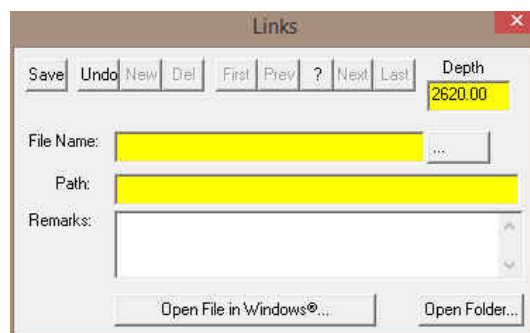 Links
Save Undo New Del First Prev ? Next Last Depth
2620.00
File Name: ...
Path:
Remarks:
Open File in Windows®... Open Folder...